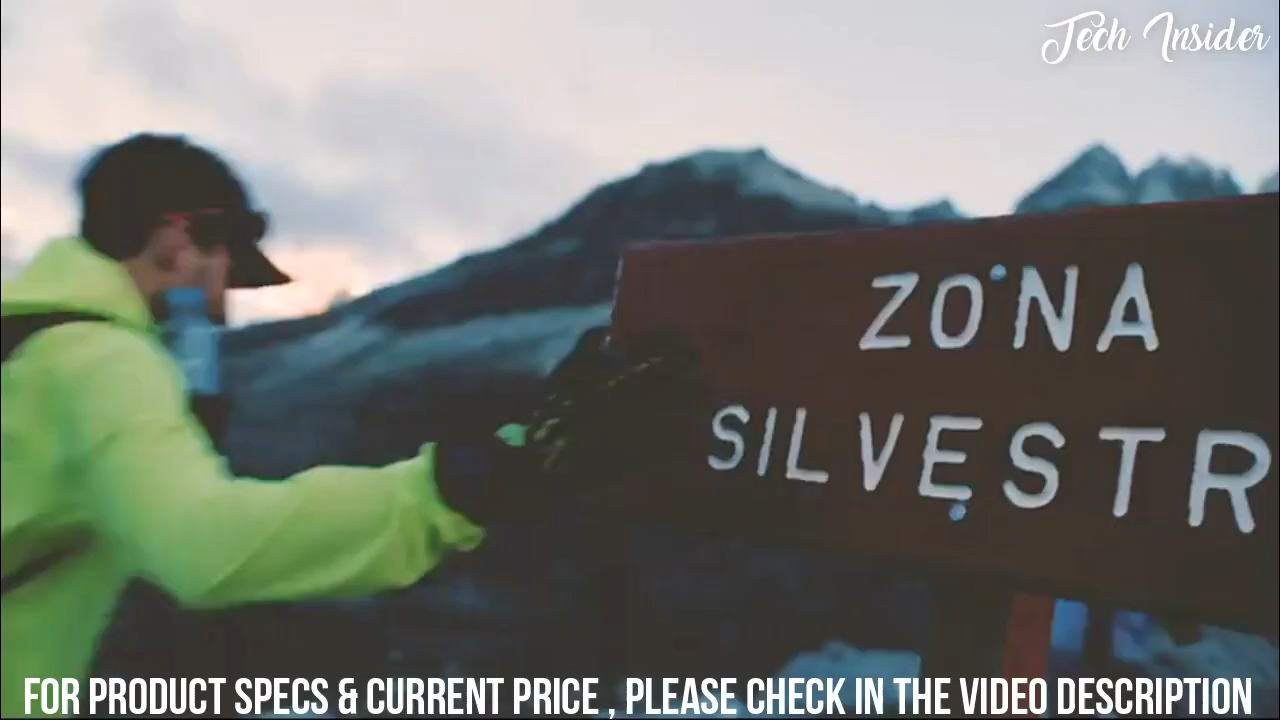 Tech Insider
ZONA
SILVESTR
FOR PRODUCT SPECS & CURRENT PRICE , PLEASE CHECK IN THE VIDEO DESCRIPTION